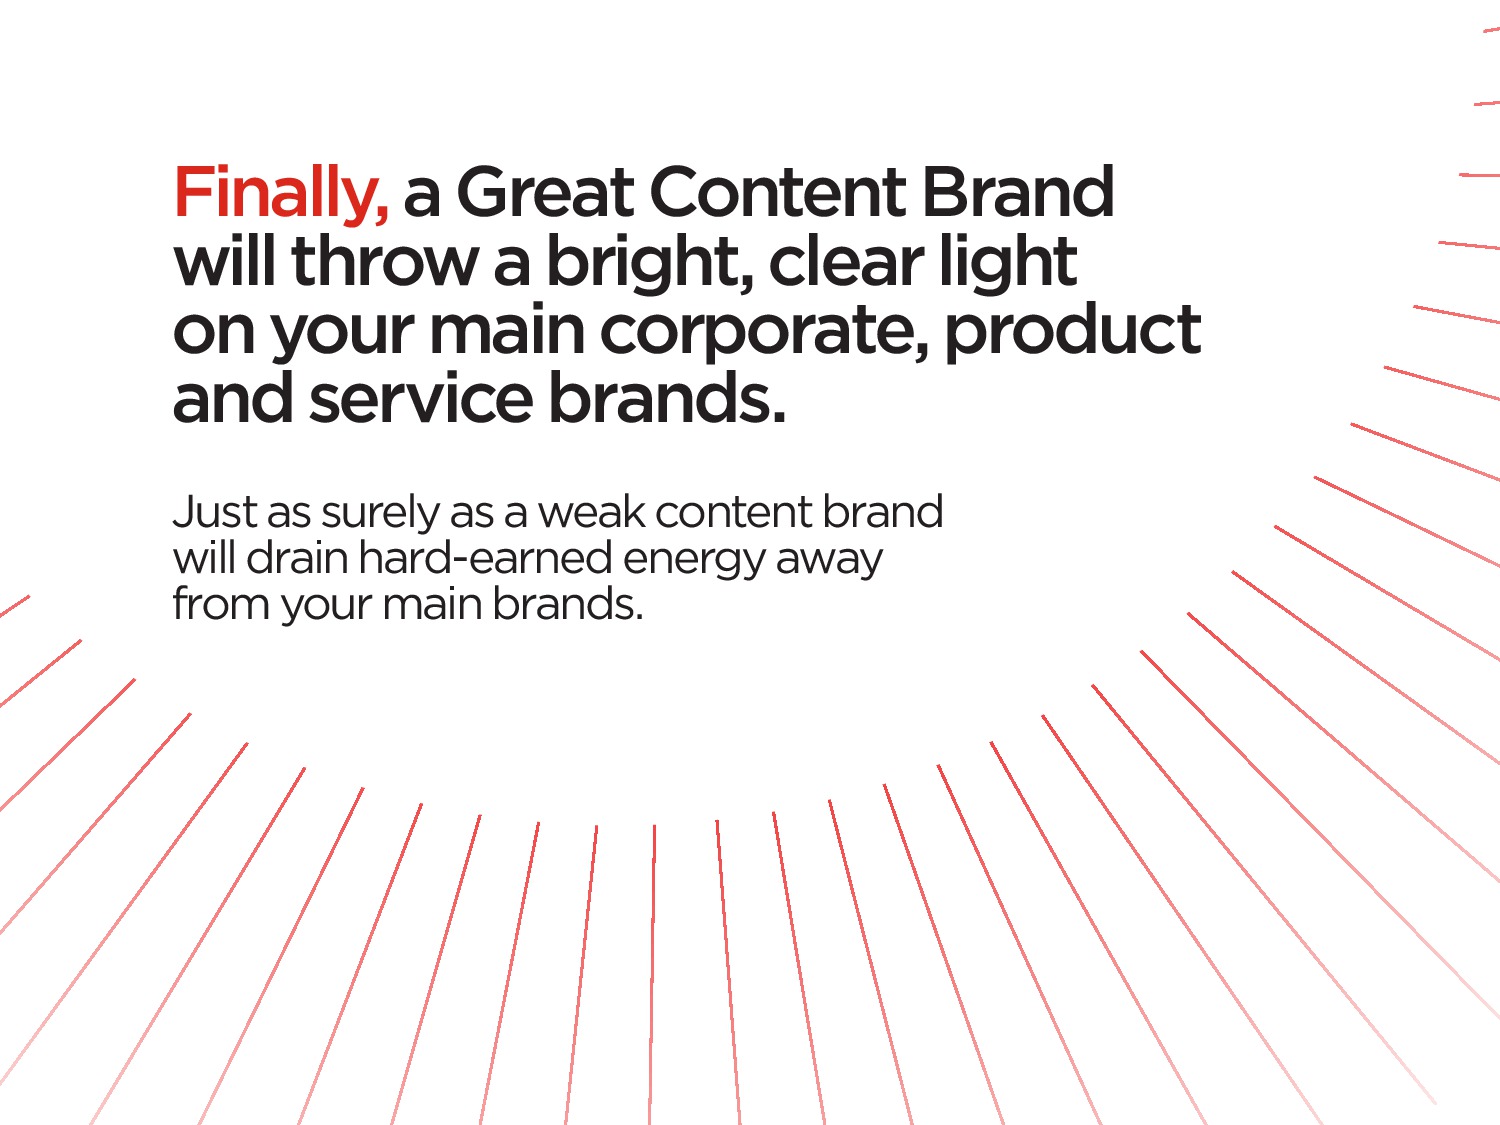 Finally, a Great Content Brand
will throw a bright, clear light
on your main corporate, product
and service brands.
Just as surely as a weak content brand
will drain hard-earned energy away
from your main brands.